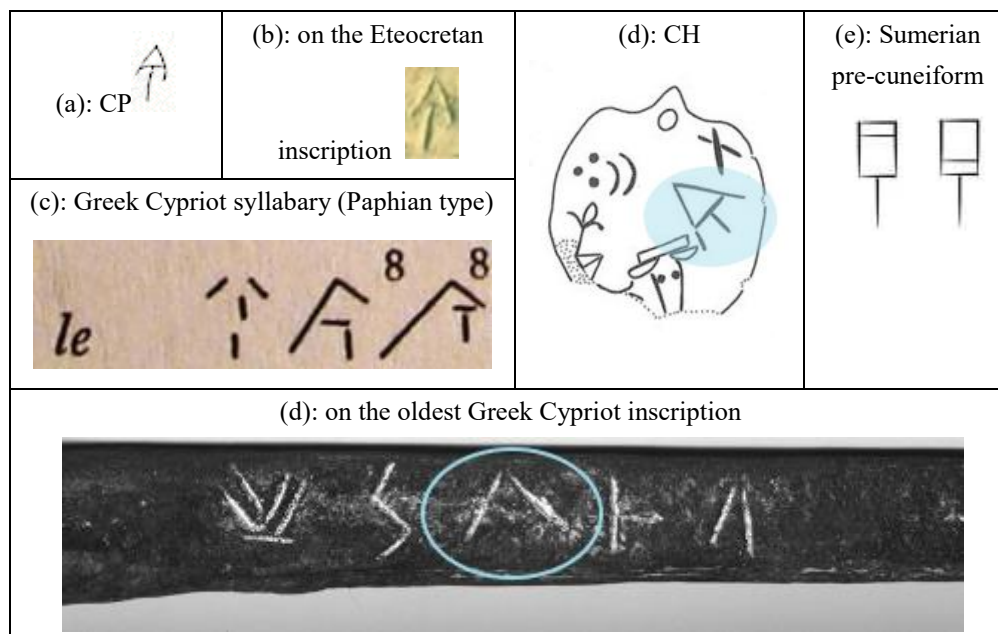 (a): CP
(b): on the Eteocretan
inscription
(d): CH
(e): Sumerian
pre-cuneiform
(c): Greek Cypriot syllabary (Paphian type)
le 8 8
(d): on the oldest Greek Cypriot inscription